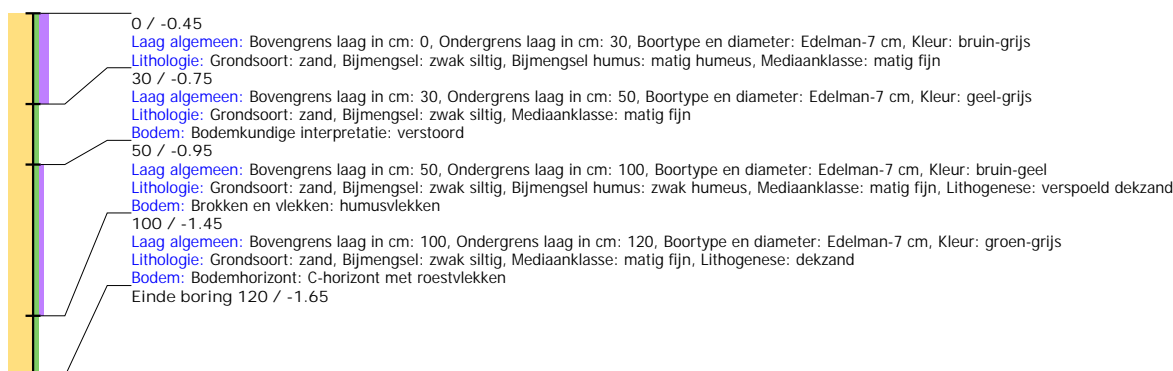 0 / -0.45
Laag algemeen: Bovengrens laag in cm: 0, Ondergrens laag in cm: 30, Boortype en diameter: Edelman-7 cm, Kleur: bruin-grijs
Lithologie: Grondsoort: zand, Bijmengsel: zwak siltig, Bijmengsel humus: matig humeus, Mediaanklasse: matig fijn
30 / -0.75
Laag algemeen: Bovengrens laag in cm: 30, Ondergrens laag in cm: 50, Boortype en diameter: Edelman-7 cm, Kleur: geel-grijs
Lithologie: Grondsoort: zand, Bijmengsel: zwak siltig, Mediaanklasse: matig fijn
Bodem: Bodemkundige interpretatie: verstoord
50 / -0.95
Laag algemeen: Bovengrens laag in cm: 50, Ondergrens laag in cm: 100, Boortype en diameter: Edelman-7 cm, Kleur: bruin-geel
Lithologie: Grondsoort: zand, Bijmengsel: zwak siltig, Bijmengsel humus: zwak humeus, Mediaanklasse: matig fijn, Lithogenese: verspoeld dekzand
Bodem: Brokken en vlekken: humusvlekken
100 / -1.45
Laag algemeen: Bovengrens laag in cm: 100, Ondergrens laag in cm: 120, Boortype en diameter: Edelman-7 cm, Kleur: groen-grijs
Lithologie: Grondsoort: zand, Bijmengsel: zwak siltig, Mediaanklasse: matig fijn, Lithogenese: dekzand
Bodem: Bodemhorizont: C-horizont met roestvlekken
Einde boring 120 / -1.65